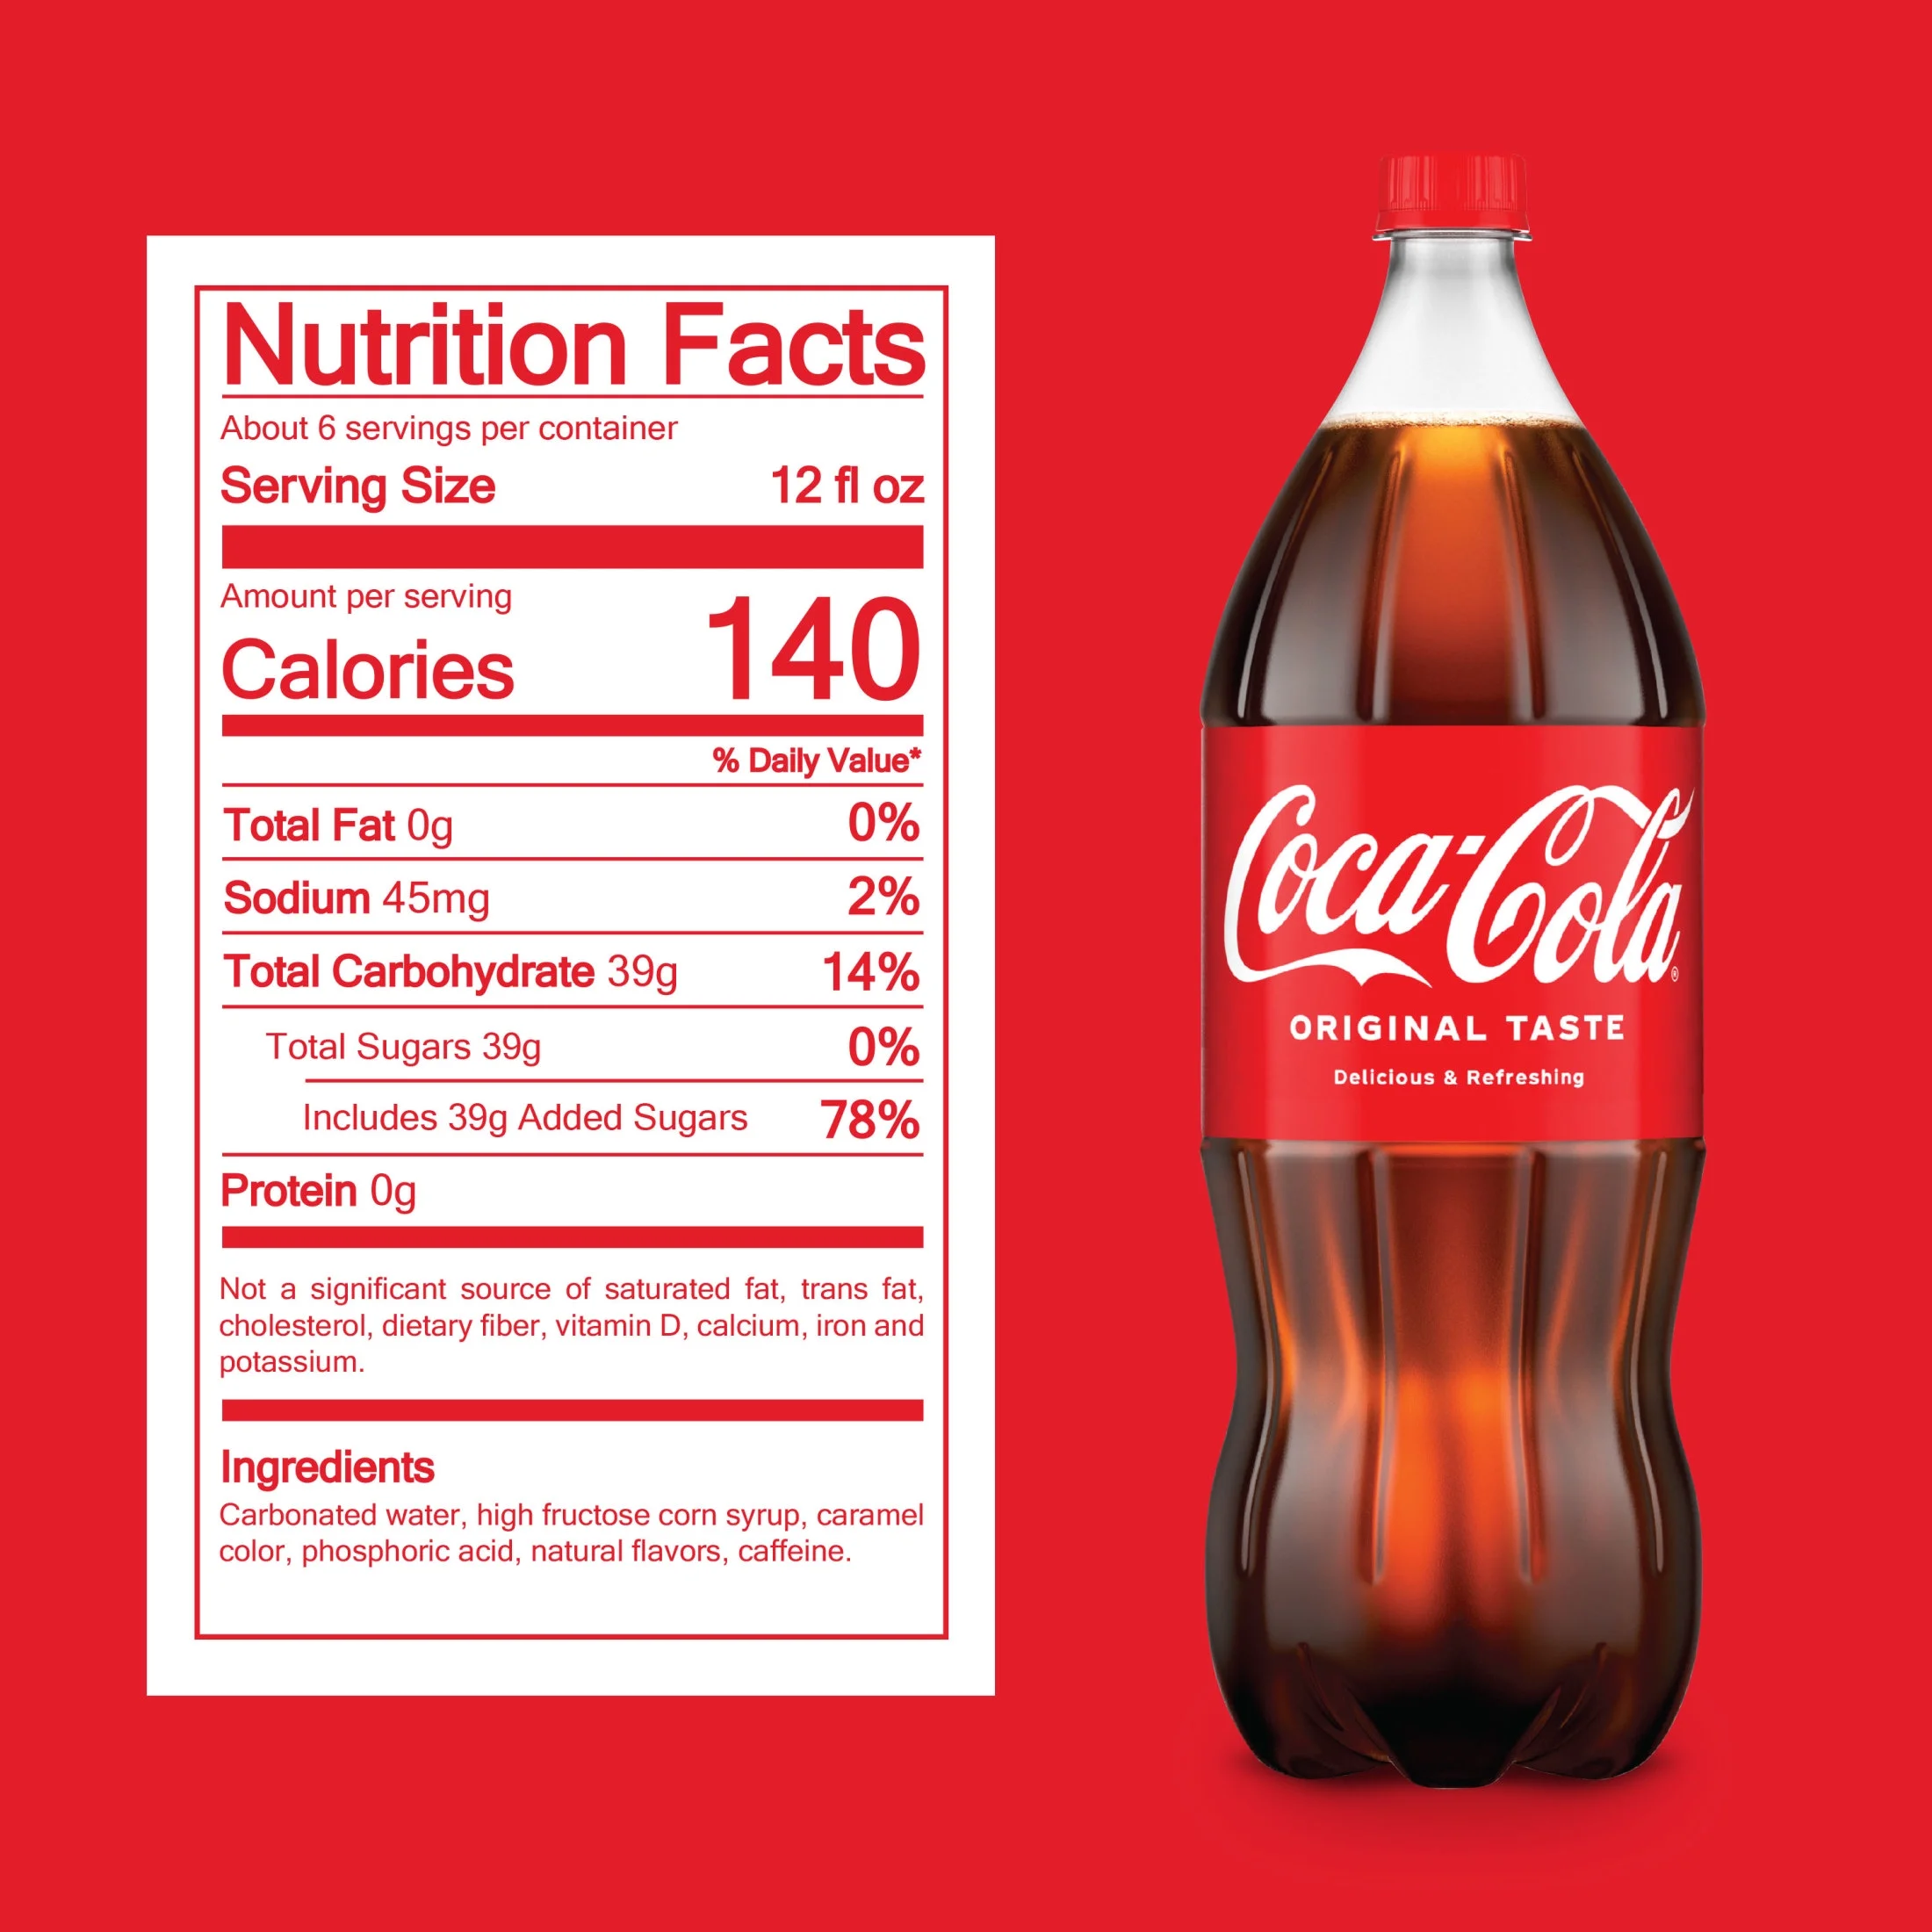 Nutrition Facts
About 6 servings per container
Serving Size 12 fl oz
Amount per serving
Calories 140
% Daily Value*
Total Fat 0g 0%
Sodium 45mg 2%
Total Carbohydrate 39g 14%
Total Sugars 39g 0%
Includes 39g Added Sugars 78%
Protein 0g
Not a significant source of saturated fat, trans fat,
cholesterol, dietary fiber, vitamin D, calcium, iron and
potassium.
Ingredients
Carbonated water, high fructose corn syrup, caramel
color, phosphoric acid, natural flavors, caffeine.
Coca-Cola®
ORIGINAL TASTE
Delicious & Refreshing